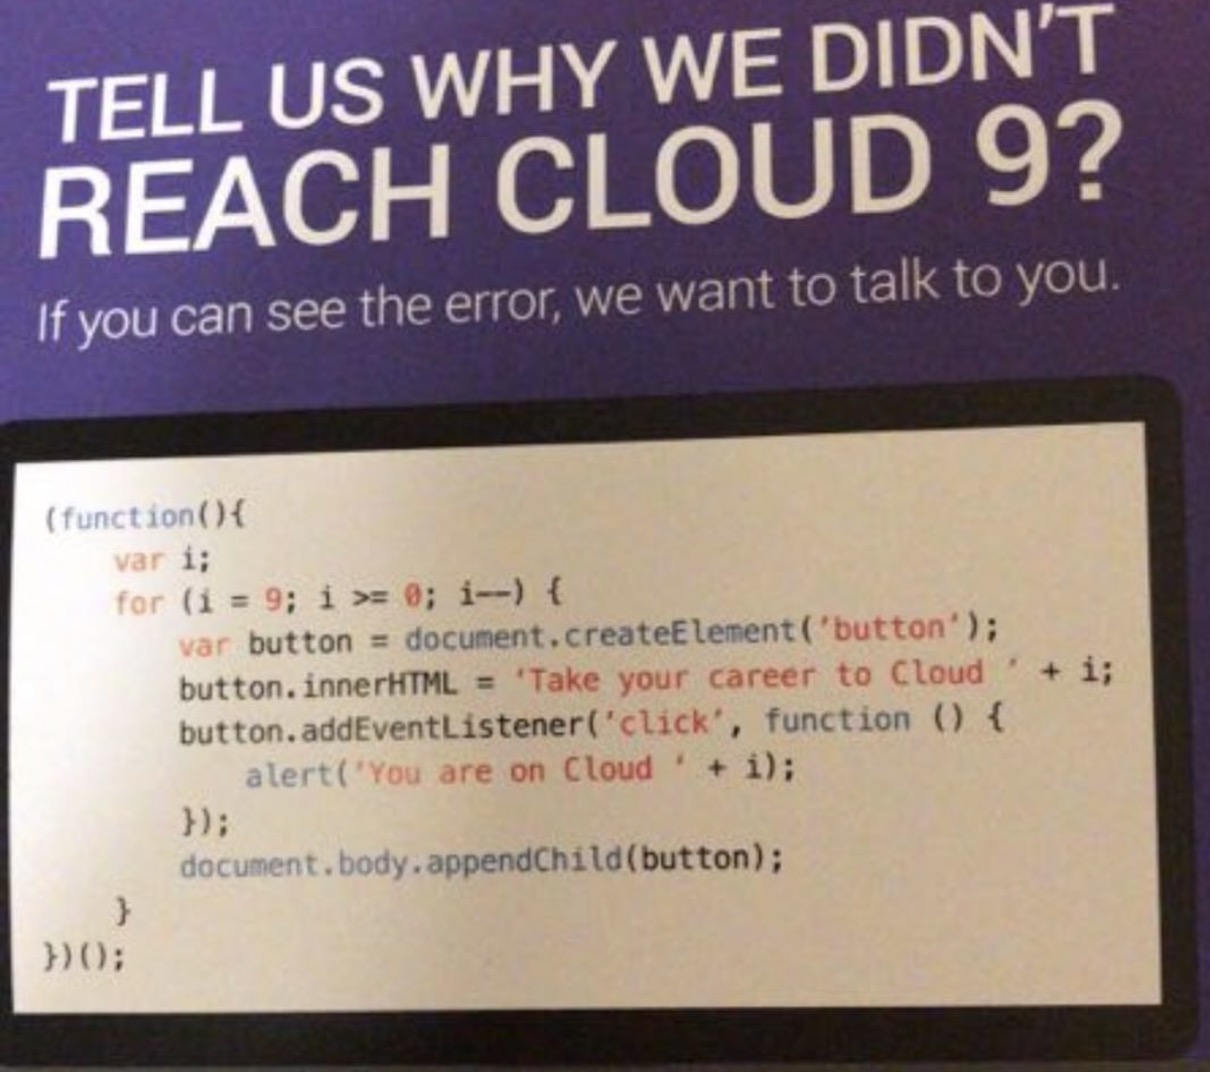 TELL US WHY WE DIDN'T
REACH CLOUD 9?
If you can see the error, we want to talk to you.
(function(){
    var i;
    for (i = 9; i >= 0; i--) {
        var button = document.createElement('button');
        button.innerHTML = 'Take your career to Cloud ' + i;
        button.addEventListener('click', function () {
            alert('You are on Cloud ' + i);
        });
        document.body.appendChild(button);
    }
})();